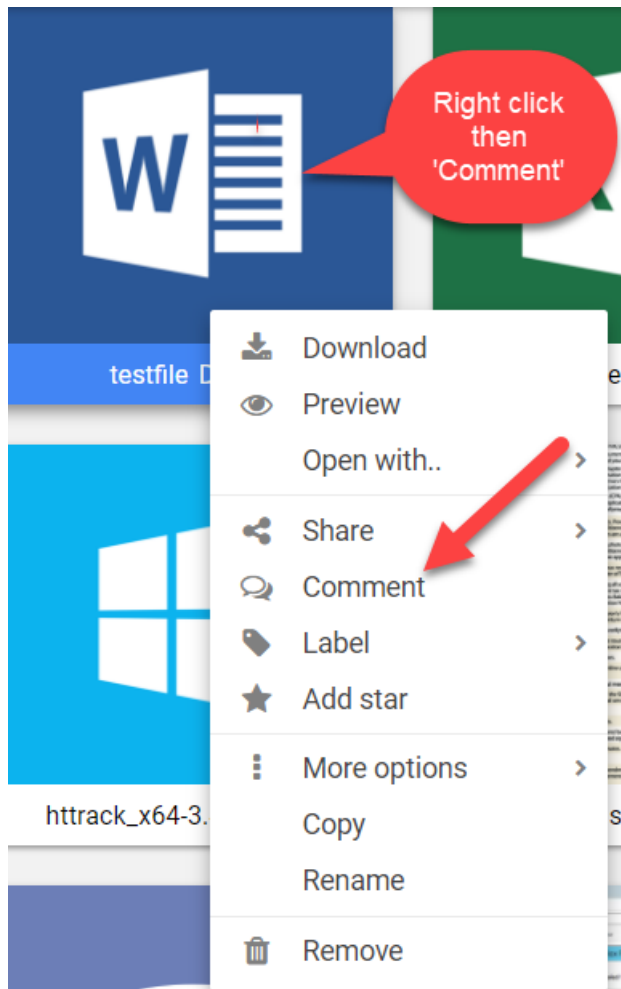 W
Right click
then
'Comment'
testfile D
Download
Preview
Open with..
Share
Comment
Label
Add star
More options
httrack_x64-3.
Copy
Rename
Remove